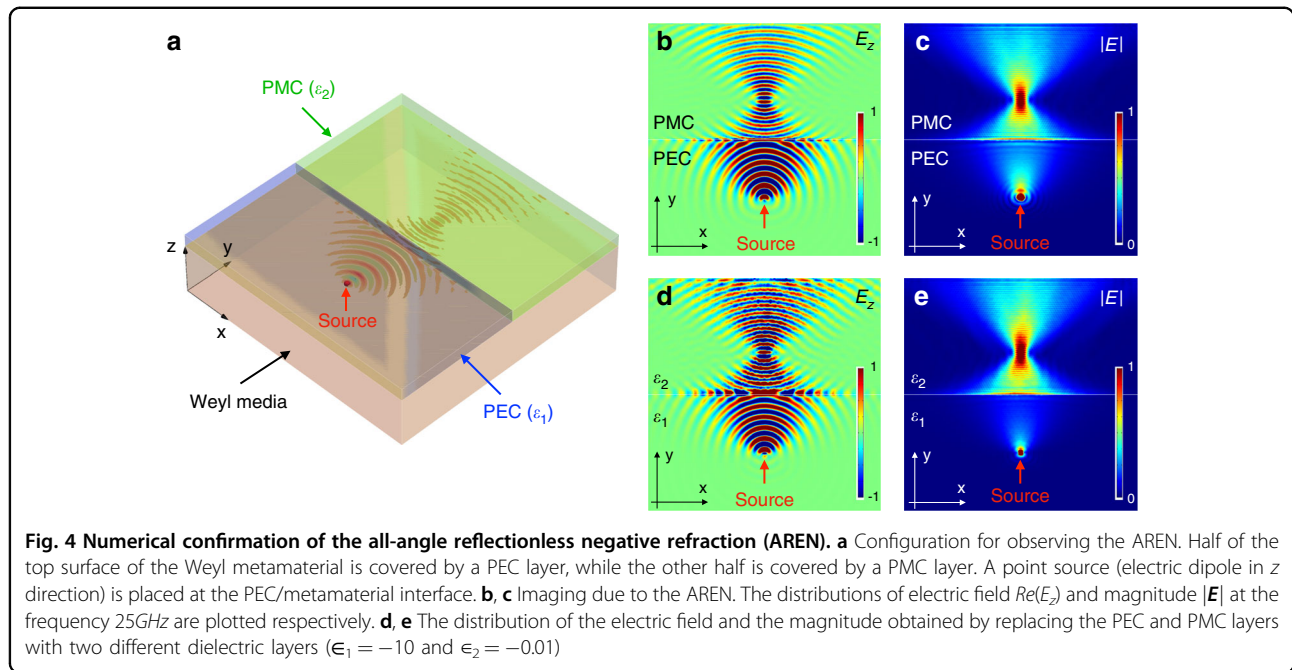 a
PMC (ε2)
z
y
x
Source
Weyl media
PEC (ε1)
b
Ez
1
PMC
PEC
y
x
Source
-1
c
|E|
1
PMC
PEC
y
x
Source
0
d
Ez
1
ε2
ε1
y
x
Source
-1
e
|E|
1
ε2
ε1
y
x
Source
0
Fig. 4 Numerical confirmation of the all-angle reflectionless negative refraction (AREN). a Configuration for observing the AREN. Half of the
top surface of the Weyl metamaterial is covered by a PEC layer, while the other half is covered by a PMC layer. A point source (electric dipole in z
direction) is placed at the PEC/metamaterial interface. b, c Imaging due to the AREN. The distributions of electric field Re(Ez) and magnitude |E| at the
frequency 25GHz are plotted respectively. d, e The distribution of the electric field and the magnitude obtained by replacing the PEC and PMC layers
with two different dielectric layers (ϵ1 = −10 and ϵ2 = −0.01)